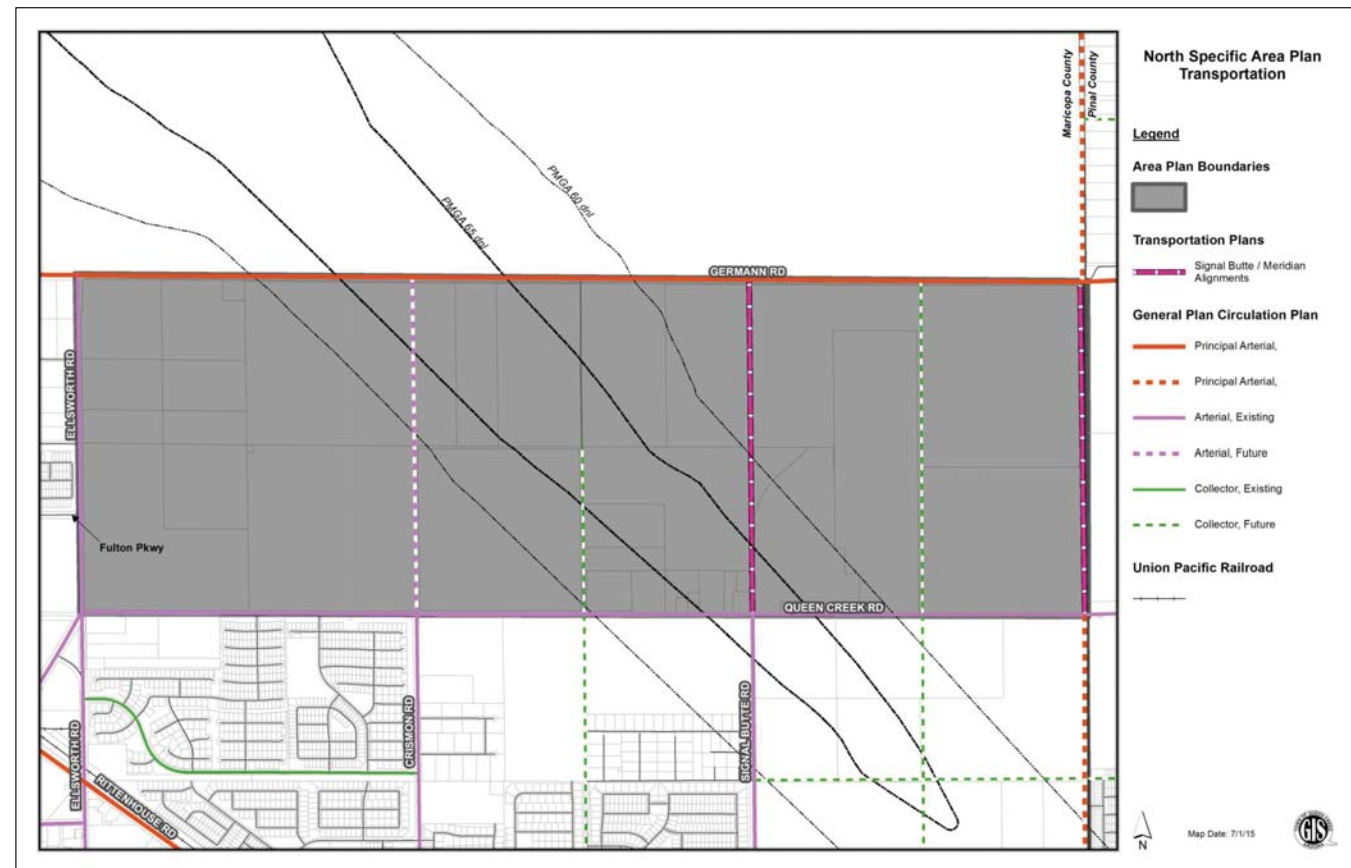 North Specific Area Plan
Transportation
Legend
Area Plan Boundaries
Transportation Plans
Signal Butte / Meridian
Alignments
General Plan Circulation Plan
Principal Arterial,
Principal Arterial,
Arterial, Existing
Arterial, Future
Collector, Existing
Collector, Future
Union Pacific Railroad
Maricopa County
Pinal County
PMGA 60 dnl
PMGA 65 dnl
GERMANN RD
ELLSWORTH RD
Fulton Pkwy
QUEEN CREEK RD
CRISMON RD
SIGNAL BUTTE RD
ELLSWORTH RD
RITTENHOUSE RD
N
Map Date: 7/1/15
GIS